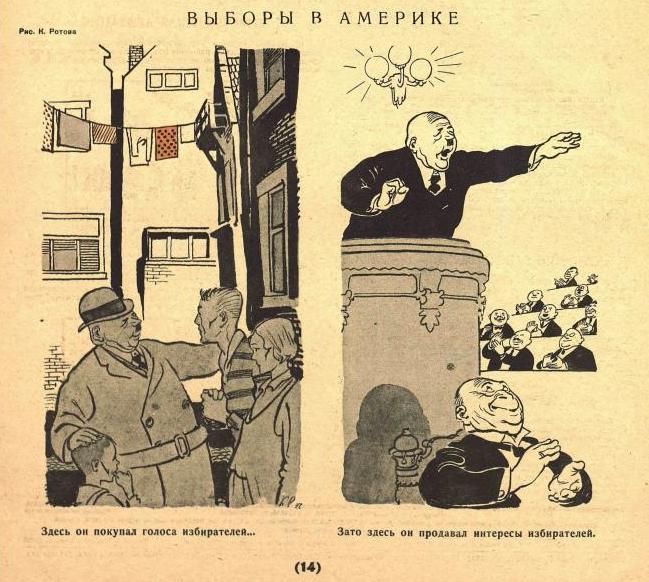 ВЫБОРЫ В АМЕРИКЕ
Рис. К. Ротова
Здесь он покупал голоса избирателей...
Зато здесь он продавал интересы избирателей.
(14)